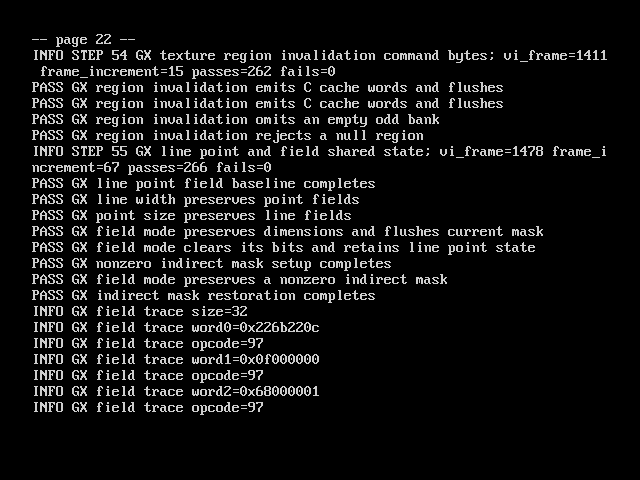 -- page 22 --
INFO STEP 54 GX texture region invalidation command bytes; vi_frame=1411
frame_increment=15 passes=262 fails=0
PASS GX region invalidation emits C cache words and flushes
PASS GX region invalidation emits C cache words and flushes
PASS GX region invalidation omits an empty odd bank
PASS GX region invalidation rejects a null region
INFO STEP 55 GX line point and field shared state; vi_frame=1478 frame_i
ncrement=67 passes=266 fails=0
PASS GX line point field baseline completes
PASS GX line width preserves point fields
PASS GX point size preserves line fields
PASS GX field mode preserves dimensions and flushes current mask
PASS GX field mode clears its bits and retains line point state
PASS GX nonzero indirect mask setup completes
PASS GX field mode preserves a nonzero indirect mask
PASS GX indirect mask restoration completes
INFO GX field trace size=32
INFO GX field trace word0=0x226b220c
INFO GX field trace opcode=97
INFO GX field trace word1=0x0f000000
INFO GX field trace opcode=97
INFO GX field trace word2=0x68000001
INFO GX field trace opcode=97